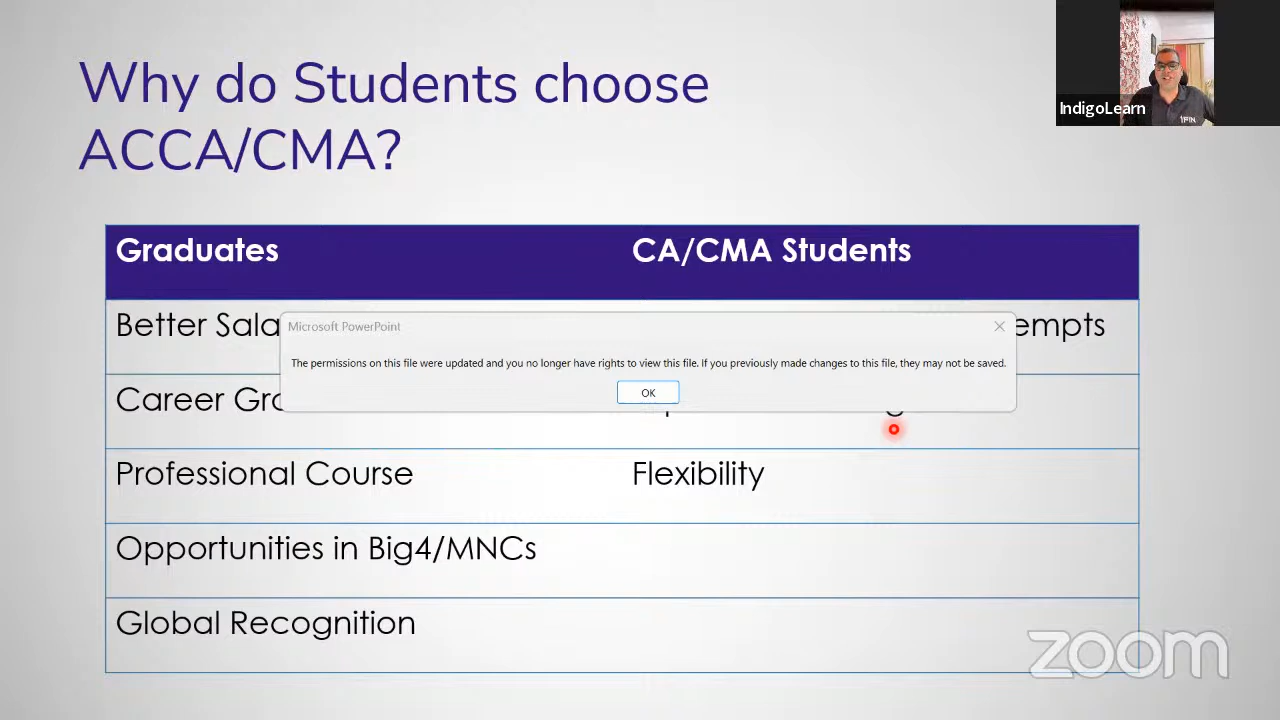 Why do Students choose
ACCA/CMA?
IndigoLearn
1FIN
Graduates CA/CMA Students
Better Sala empts
Microsoft PowerPoint
The permissions on this file were updated and you no longer have rights to view this file. If you previously made changes to this file, they may not be saved.
OK
Career Gro
Professional Course Flexibility
Opportunities in Big4/MNCs
Global Recognition
zoom